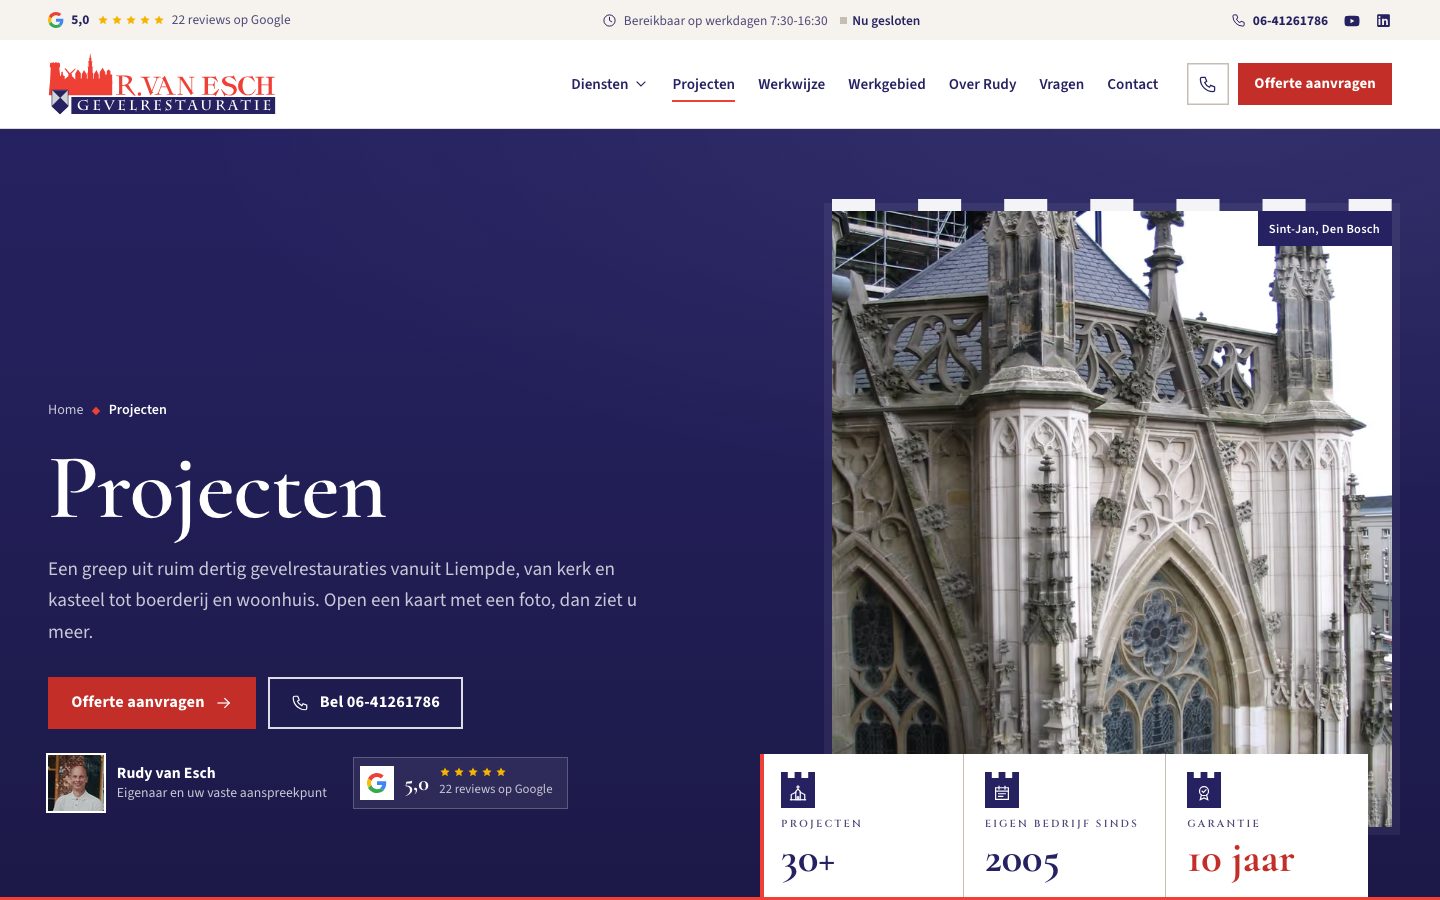 5,0 22 reviews op Google
Bereikbaar op werkdagen 7:30-16:30 Nu gesloten
06-41261786
R.VAN ESCH
GEVELRESTAURATIE
Diensten Projecten Werkwijze Werkgebied Over Rudy Vragen Contact
Offerte aanvragen
Sint-Jan, Den Bosch
Home Projecten
Projecten
Een greep uit ruim dertig gevelrestauraties vanuit Liempde, van kerk en
kasteel tot boerderij en woonhuis. Open een kaart met een foto, dan ziet u
meer.
Offerte aanvragen
Bel 06-41261786
Rudy van Esch
Eigenaar en uw vaste aanspreekpunt
5,0
22 reviews op Google
PROJECTEN
30+
EIGEN BEDRIJF SINDS
2005
GARANTIE
10 jaar